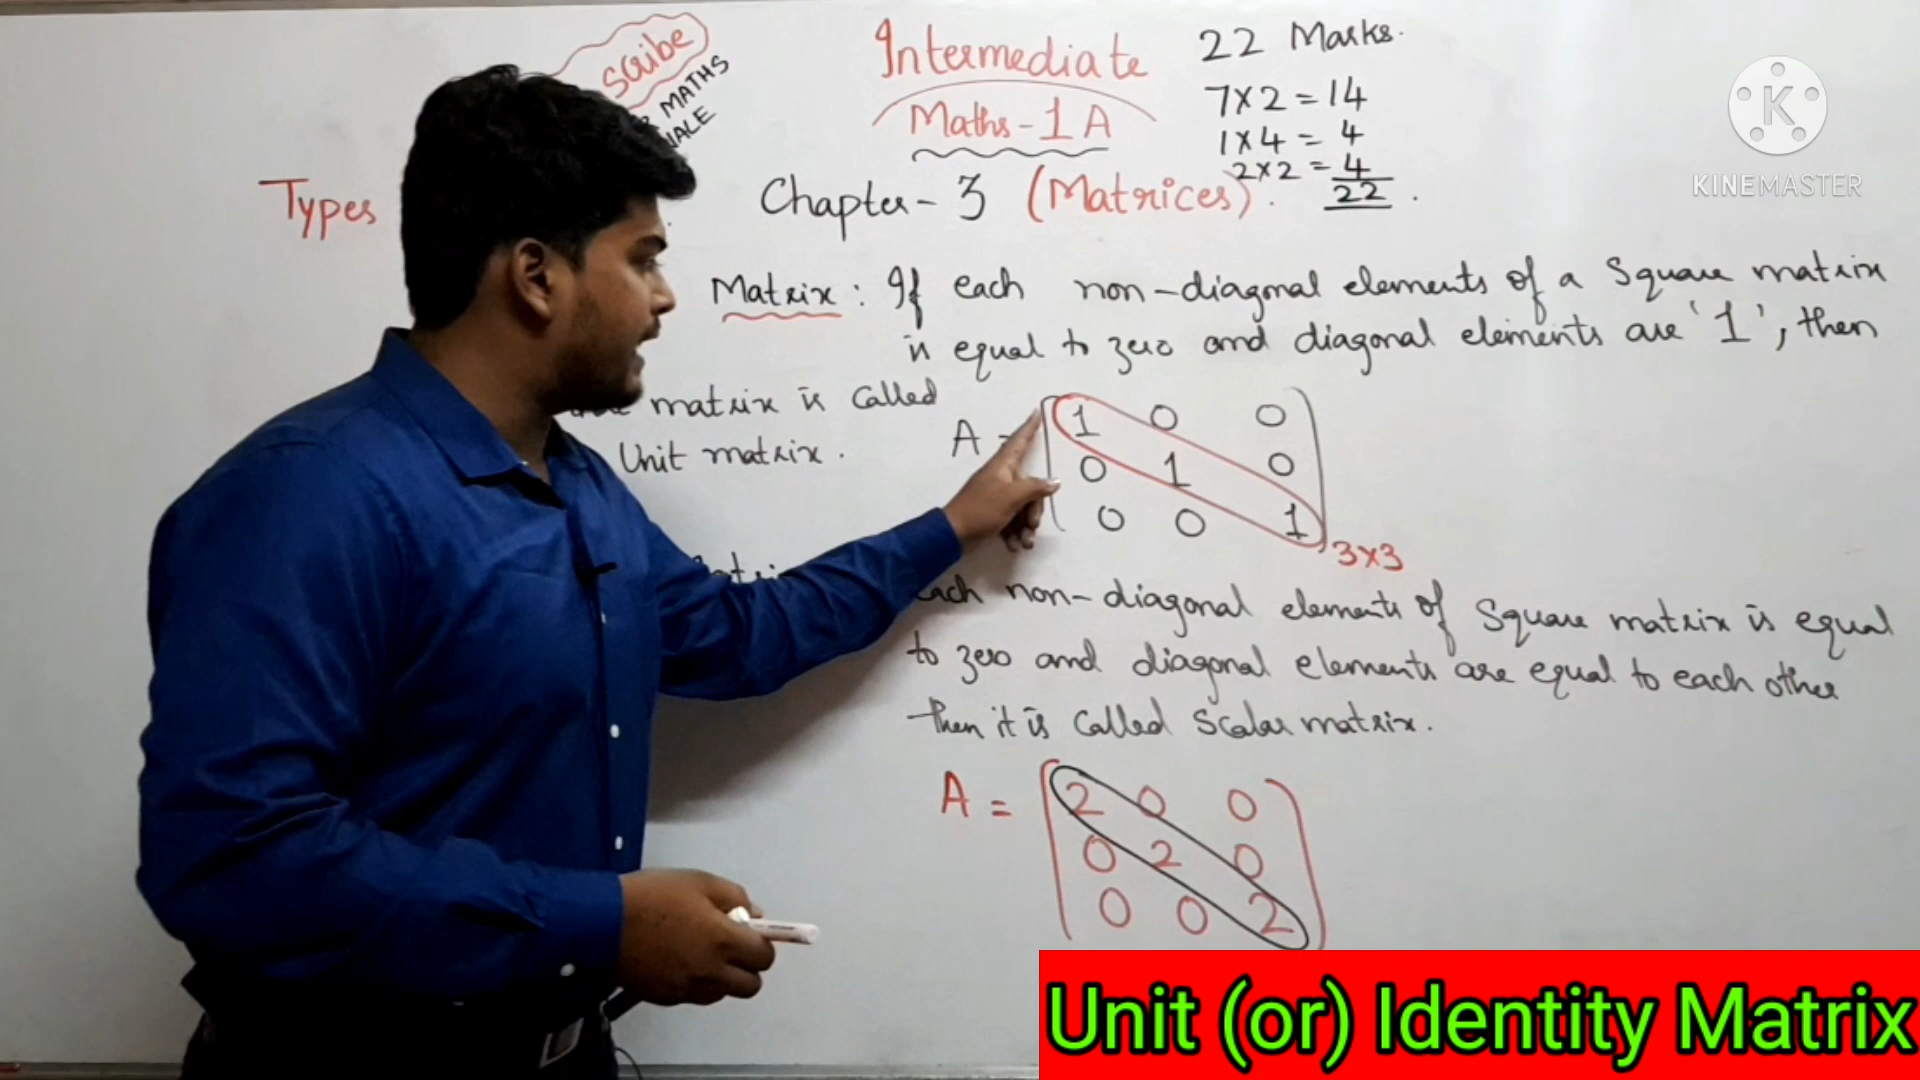 Intermediate
Maths-1A
22 Marks.
7x2=14
1x4= 4
2x2= 4
22
SCRIBE
MATHS
KINEMASTER
Types
Chapter-3 (Matrices).
Matrix: If each non-diagonal elements of a Square matrix
is equal to zero and diagonal elements are '1', then
matrix is called
Unit matrix.
A
1 0 0
0 1 0
0 0 1
3x3
each non-diagonal elements of Square matrix is equal
to zero and diagonal elements are equal to each other
then it is called Scalar matrix.
A =
2 0 0
0 2 0
0 0 2
Unit (or) Identity Matrix